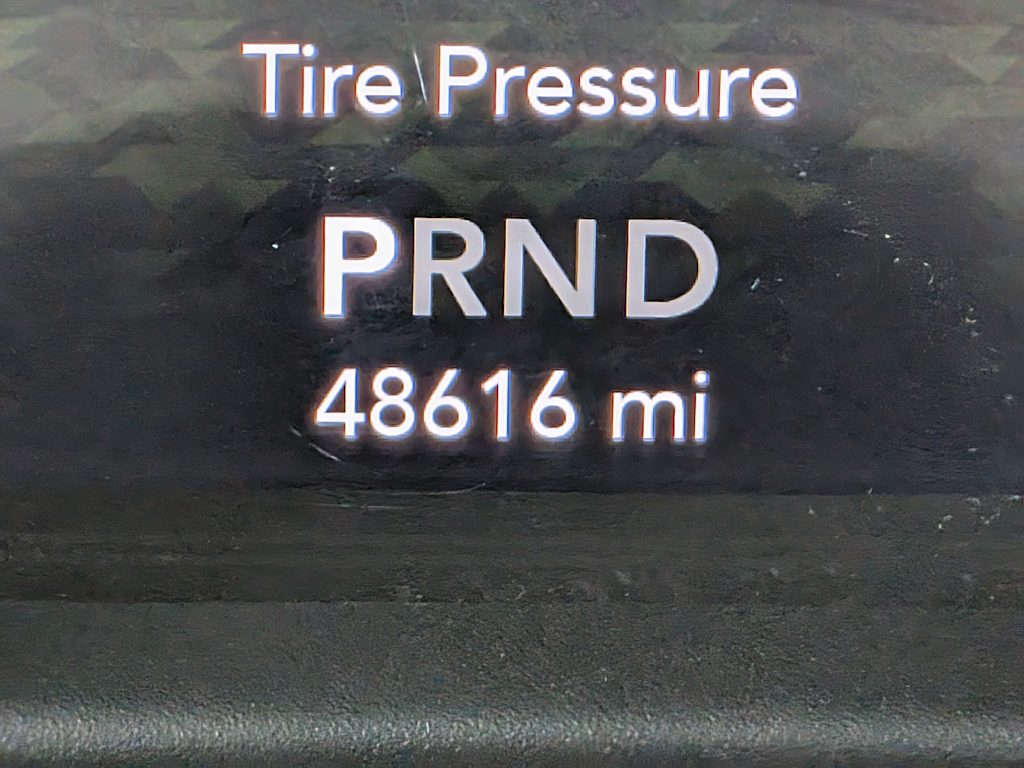 Tire Pressure
PRND
48616 mi